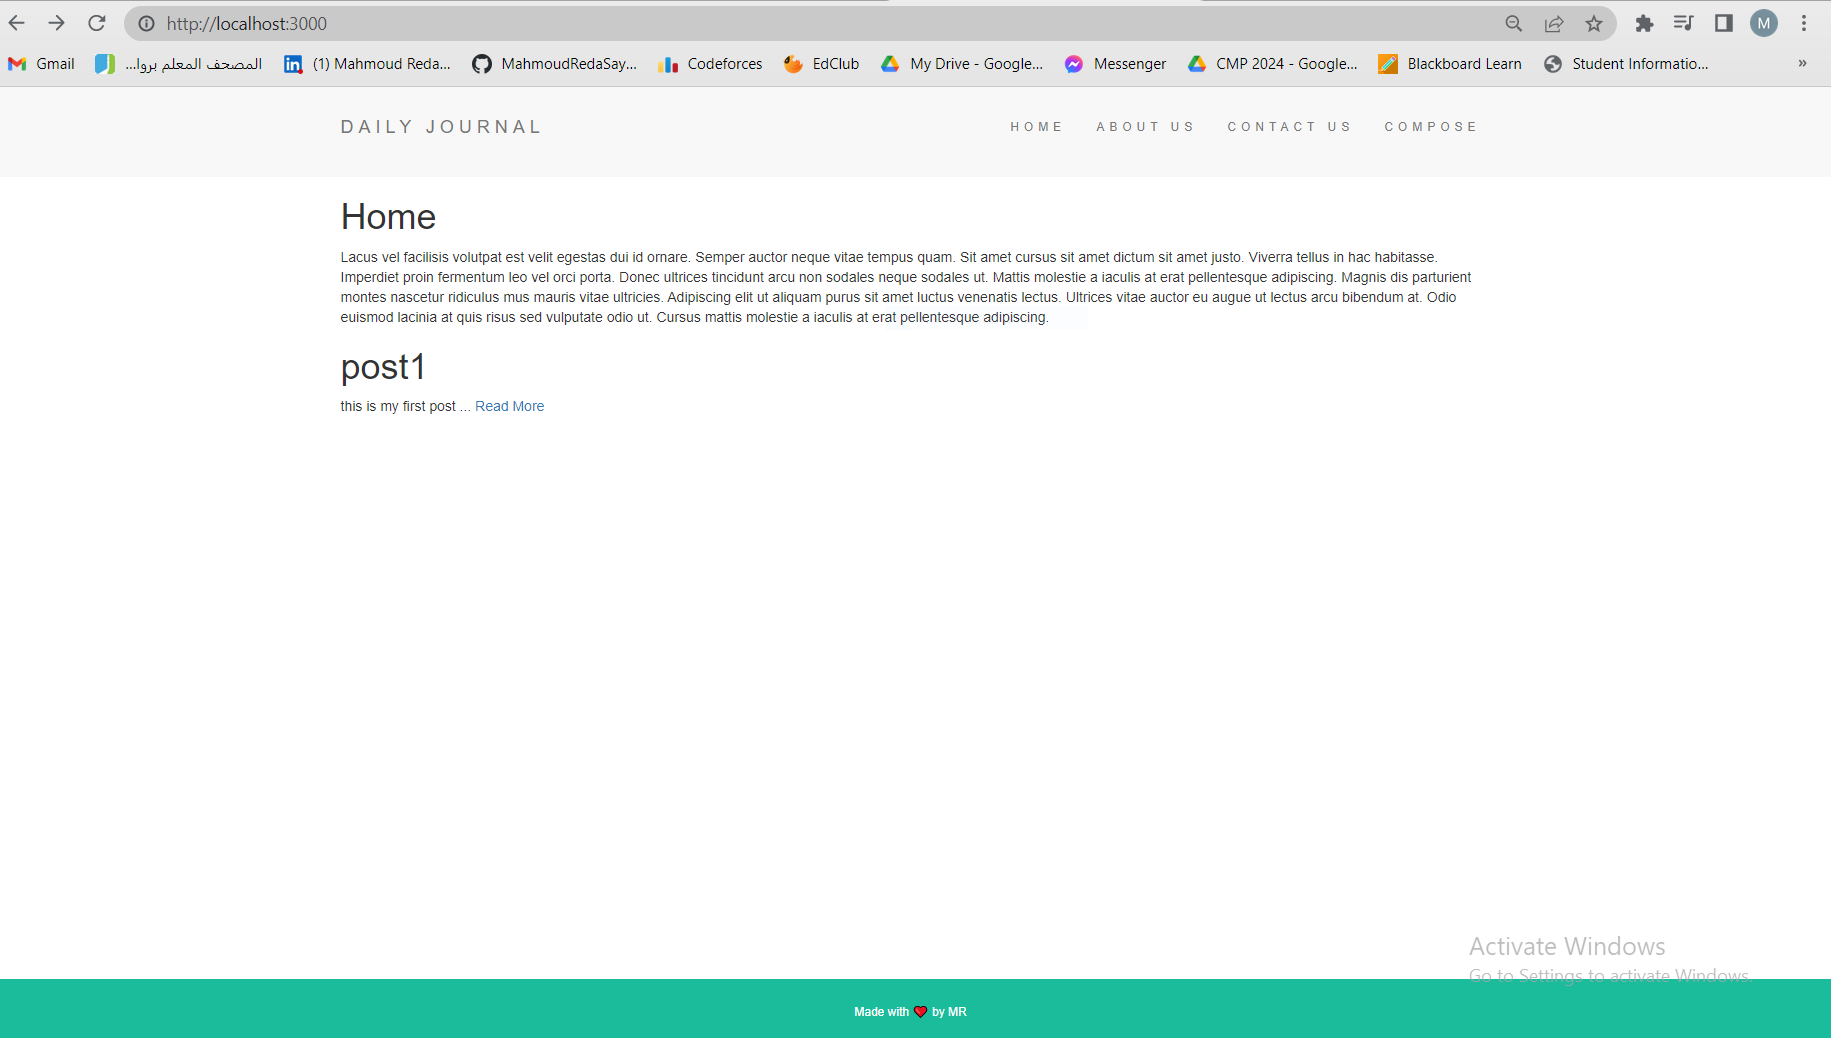 http://localhost:3000
M
Gmail
المصحف المعلم بروا...
(1) Mahmoud Reda...
MahmoudRedaSay...
Codeforces
EdClub
My Drive - Google...
Messenger
CMP 2024 - Google...
Blackboard Learn
Student Informatio...
»
DAILY JOURNAL
HOME
ABOUT US
CONTACT US
COMPOSE
Home
Lacus vel facilisis volutpat est velit egestas dui id ornare. Semper auctor neque vitae tempus quam. Sit amet cursus sit amet dictum sit amet justo. Viverra tellus in hac habitasse.
Imperdiet proin fermentum leo vel orci porta. Donec ultrices tincidunt arcu non sodales neque sodales ut. Mattis molestie a iaculis at erat pellentesque adipiscing. Magnis dis parturient
montes nascetur ridiculus mus mauris vitae ultricies. Adipiscing elit ut aliquam purus sit amet luctus venenatis lectus. Ultrices vitae auctor eu augue ut lectus arcu bibendum at. Odio
euismod lacinia at quis risus sed vulputate odio ut. Cursus mattis molestie a iaculis at erat pellentesque adipiscing.
post1
this is my first post ... Read More
Activate Windows
Go to Settings to activate Windows.
Made with ❤ by MR